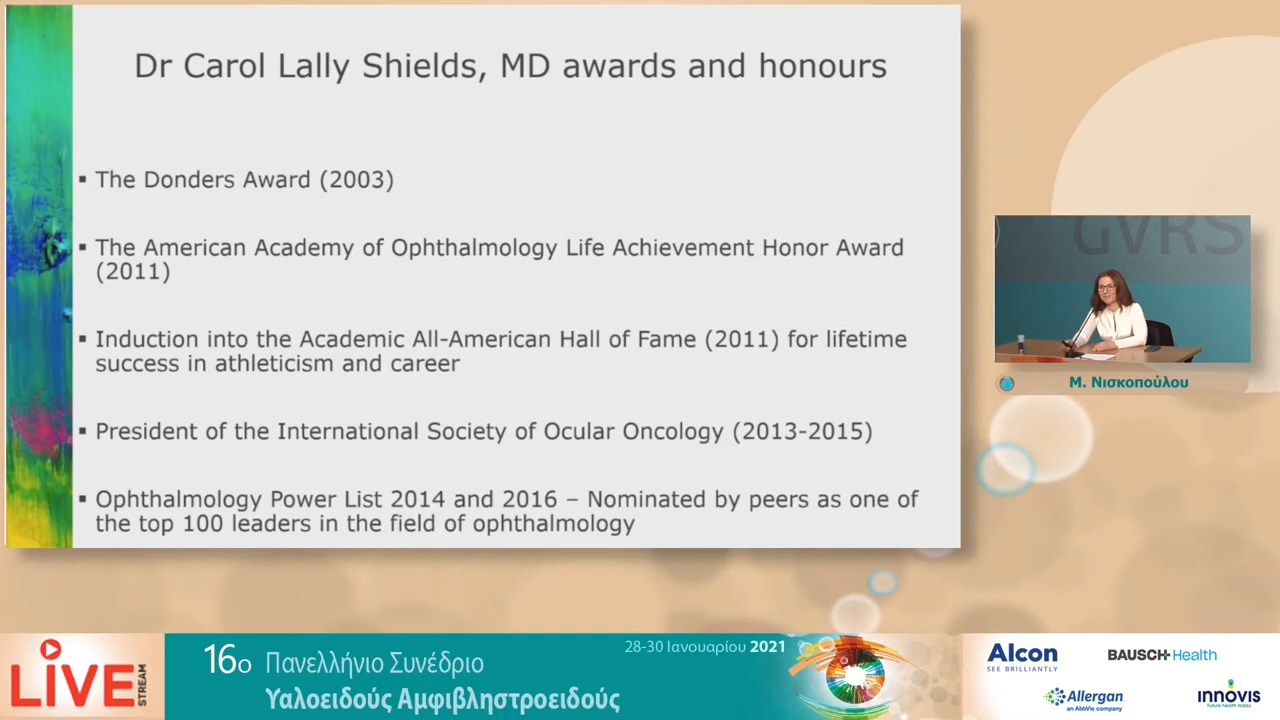 Dr Carol Lally Shields, MD awards and honours
▪ The Donders Award (2003)
▪ The American Academy of Ophthalmology Life Achievement Honor Award
(2011)
▪ Induction into the Academic All-American Hall of Fame (2011) for lifetime
success in athleticism and career
▪ President of the International Society of Ocular Oncology (2013-2015)
▪ Ophthalmology Power List 2014 and 2016 – Nominated by peers as one of
the top 100 leaders in the field of ophthalmology
GVRS
Μ. Νισκοπούλου
LIVE
STREAM
16ο Πανελλήνιο Συνέδριο
Υαλοειδούς Αμφιβληστροειδούς
28-30 Ιανουαρίου 2021
Alcon
SEE BRILLIANTLY
BAUSCH+Health
Allergan
an AbbVie company
innovis
Future health today